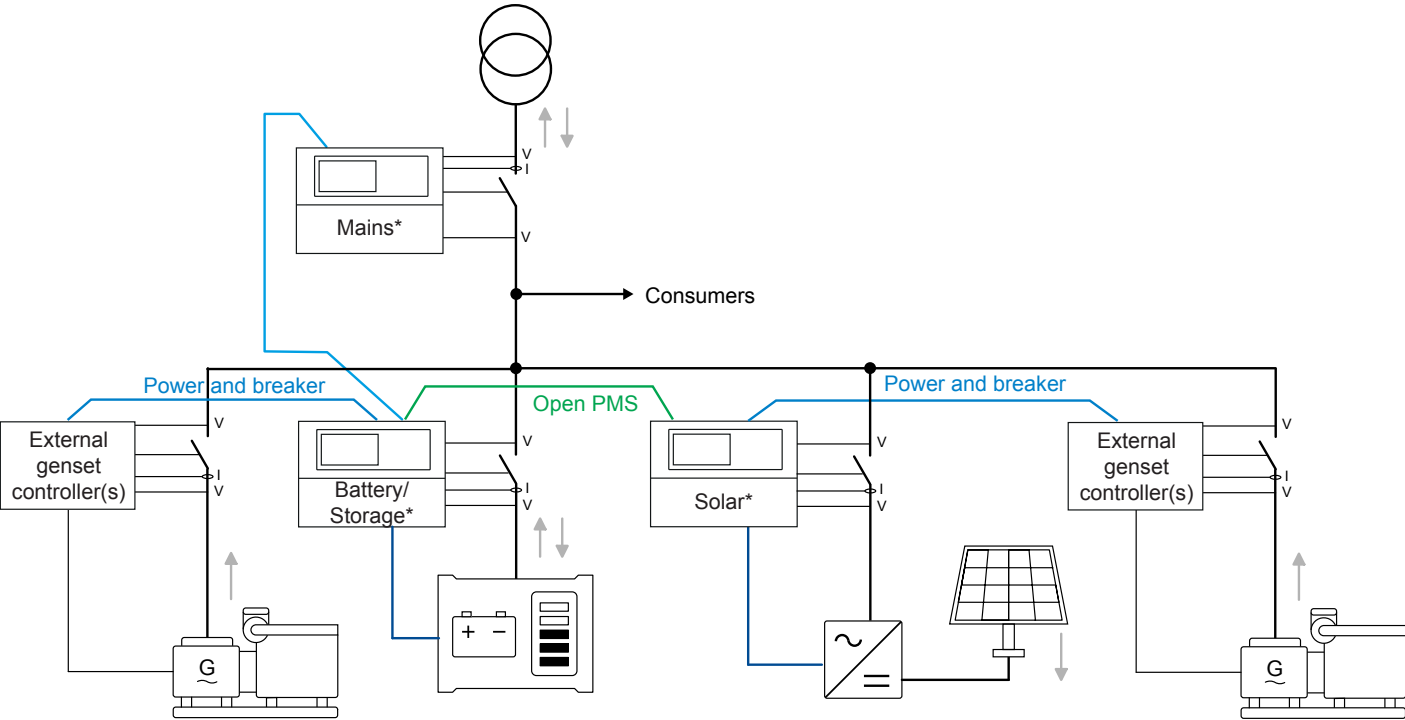 V
I
Mains*
V
Consumers
Power and breaker
Open PMS
Power and breaker
External
genset
controller(s)
V
I
V
Battery/
Storage*
V
I
V
Solar*
V
I
V
External
genset
controller(s)
V
I
V
G
+ −
G